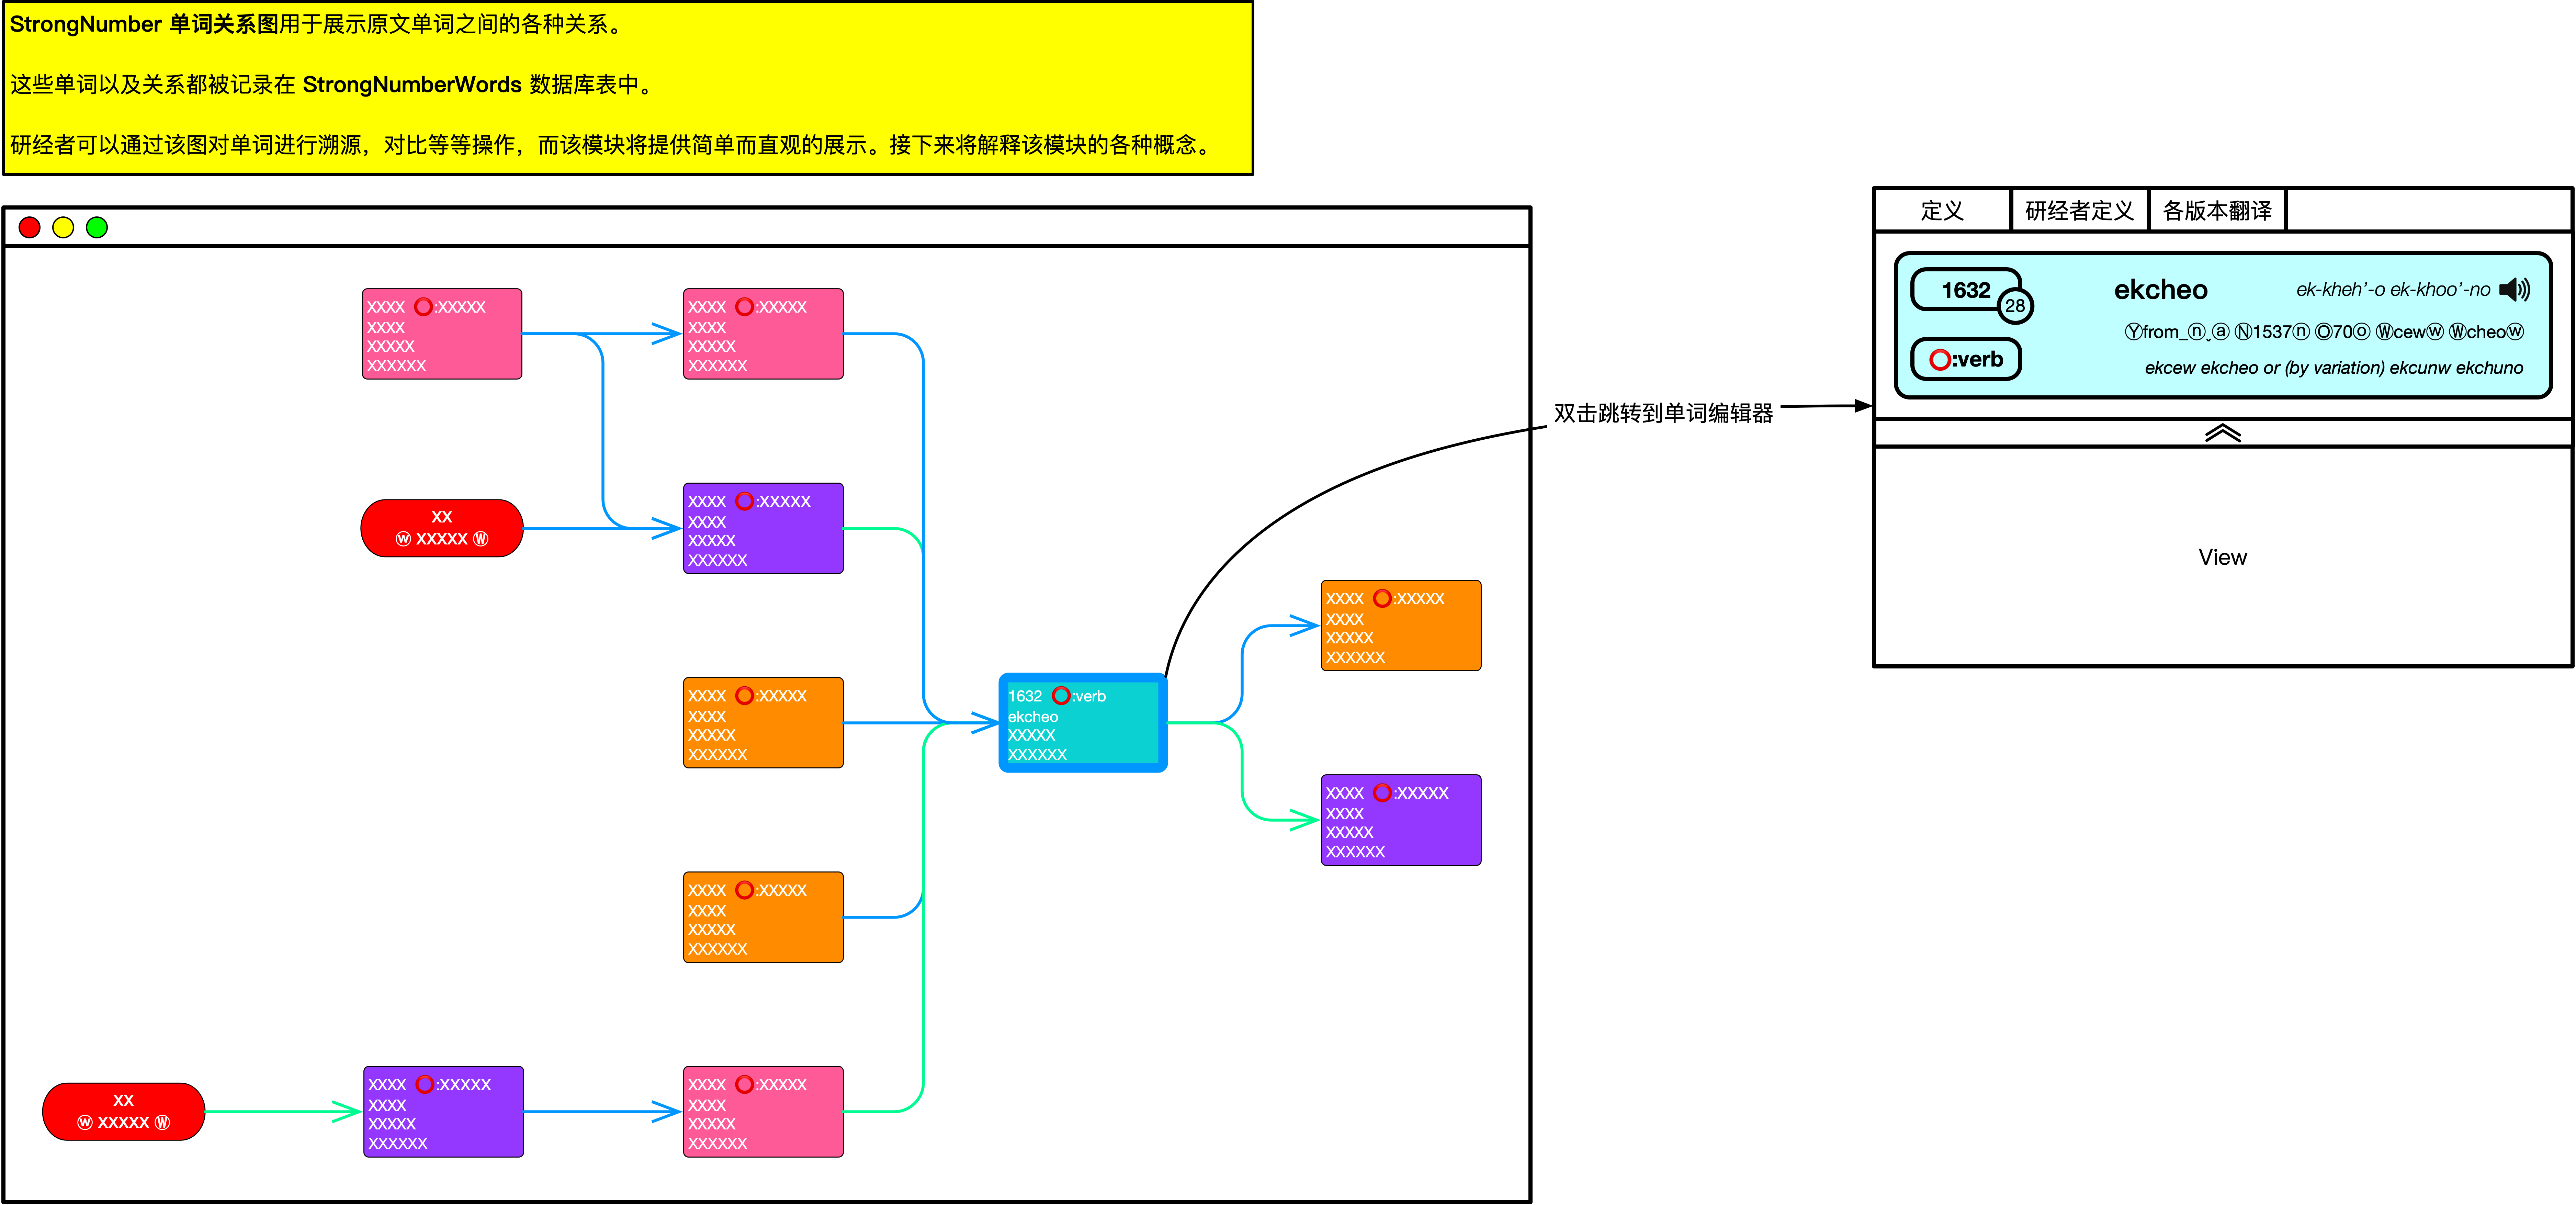 StrongNumber 单词关系图用于展示原文单词之间的各种关系。
这些单词以及关系都被记录在 StrongNumberWords 数据库表中。
研经者可以通过该图对单词进行溯源，对比等等操作，而该模块将提供简单而直观的展示。接下来将解释该模块的各种概念。
XXXX ⭕:XXXXX
XXXX
XXXXX
XXXXXX
XXXX ⭕:XXXXX
XXXX
XXXXX
XXXXXX
XX
ⓦ XXXXX Ⓦ
XXXX ⭕:XXXXX
XXXX
XXXXX
XXXXXX
XXXX ⭕:XXXXX
XXXX
XXXXX
XXXXXX
1632 ⭕:verb
ekcheo
XXXXX
XXXXXX
XXXX ⭕:XXXXX
XXXX
XXXXX
XXXXXX
XXXX ⭕:XXXXX
XXXX
XXXXX
XXXXXX
XXXX ⭕:XXXXX
XXXX
XXXXX
XXXXXX
XX
ⓦ XXXXX Ⓦ
XXXX ⭕:XXXXX
XXXX
XXXXX
XXXXXX
XXXX ⭕:XXXXX
XXXX
XXXXX
XXXXXX
双击跳转到单词编辑器
定义
研经者定义
各版本翻译
1632
28
ekcheo
ek-kheh’-o ek-khoo’-no
Ⓨfrom_ⓝ⌄ⓐ Ⓝ1537ⓝ Ⓞ70ⓞ Ⓦcewⓦ Ⓦcheoⓦ
⭕:verb
ekcew ekcheo or (by variation) ekcunw ekchuno
View